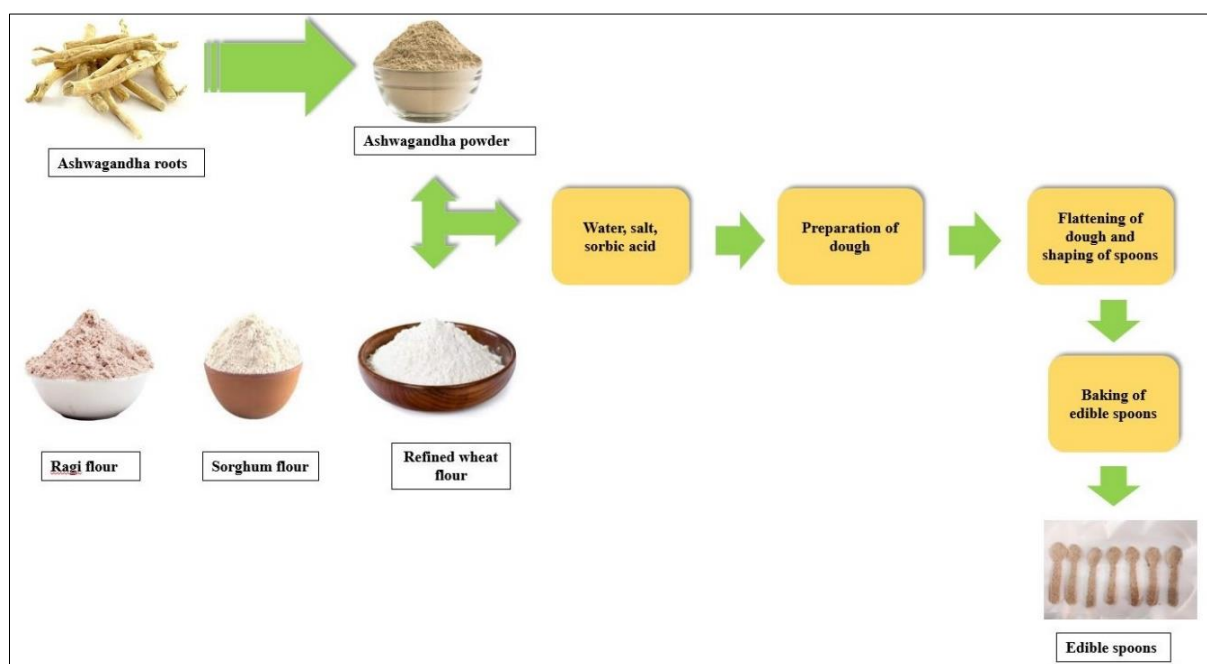 Ashwagandha roots
Ashwagandha powder
Water, salt,
sorbic acid
Preparation of
dough
Flattening of
dough and
shaping of spoons
Ragi flour
Sorghum flour
Refined wheat
flour
Baking of
edible spoons
Edible spoons